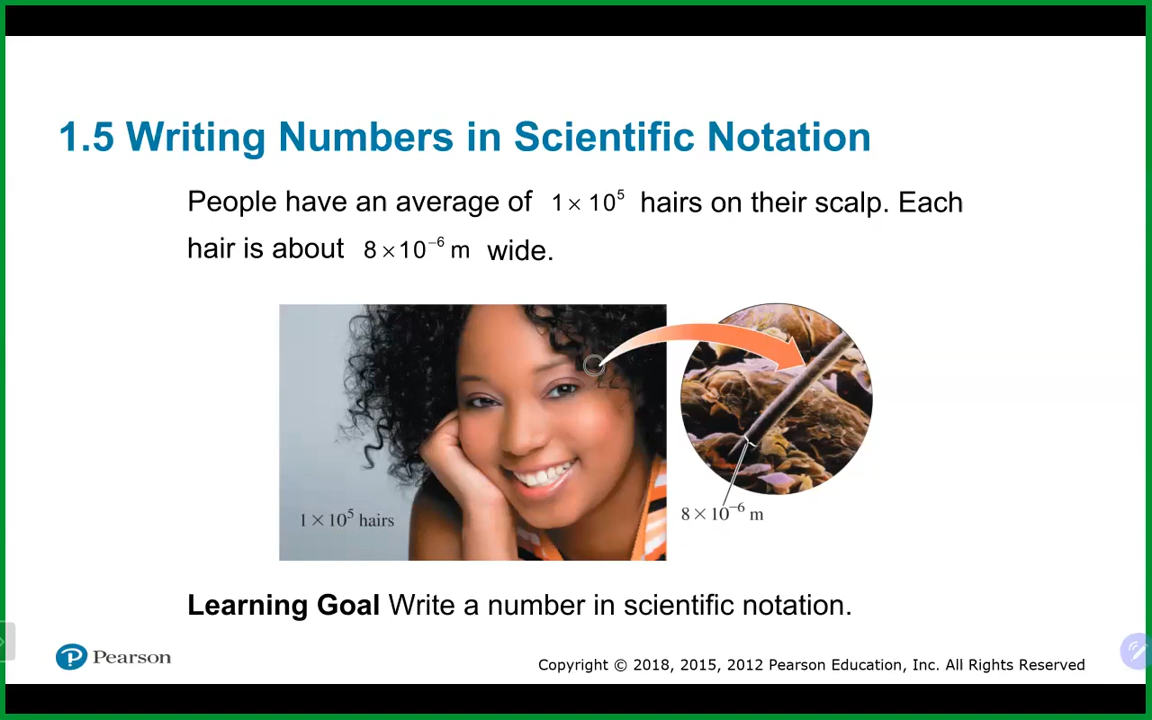 1.5 Writing Numbers in Scientific Notation
People have an average of 1 × 10⁵ hairs on their scalp. Each
hair is about 8 × 10⁻⁶ m wide.
1 × 10⁵ hairs
8 × 10⁻⁶ m
Learning Goal Write a number in scientific notation.
P Pearson
Copyright © 2018, 2015, 2012 Pearson Education, Inc. All Rights Reserved